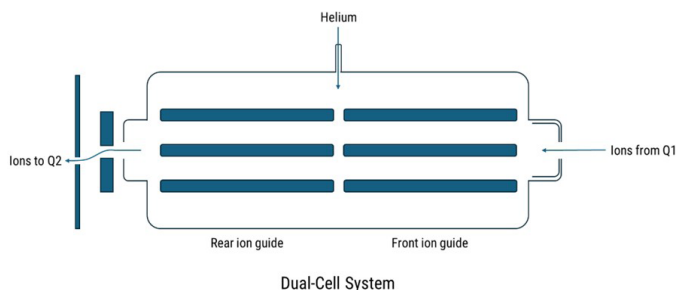 Helium
Ions to Q2
Ions from Q1
Rear ion guide
Front ion guide
Dual-Cell System